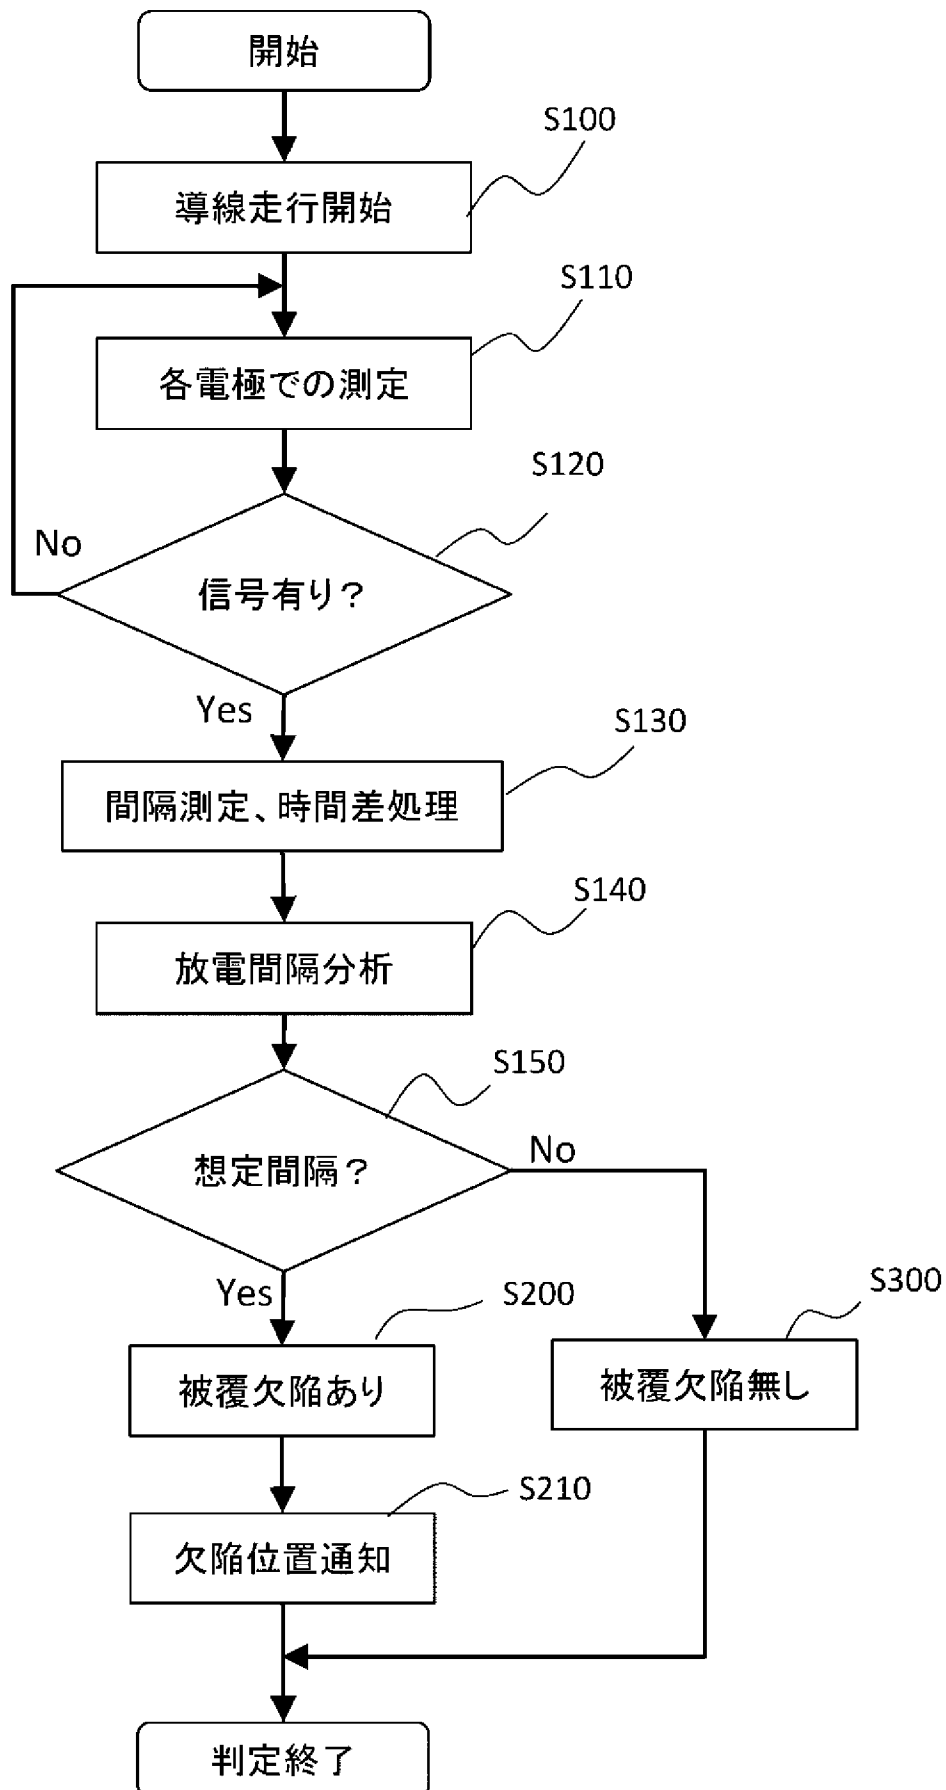 開始
S100
導線走行開始
S110
各電極での測定
S120
No
信号有り？
Yes
S130
間隔測定、時間差処理
S140
放電間隔分析
S150
想定間隔？
No
Yes
S200
S300
被覆欠陥あり
被覆欠陥無し
S210
欠陥位置通知
判定終了